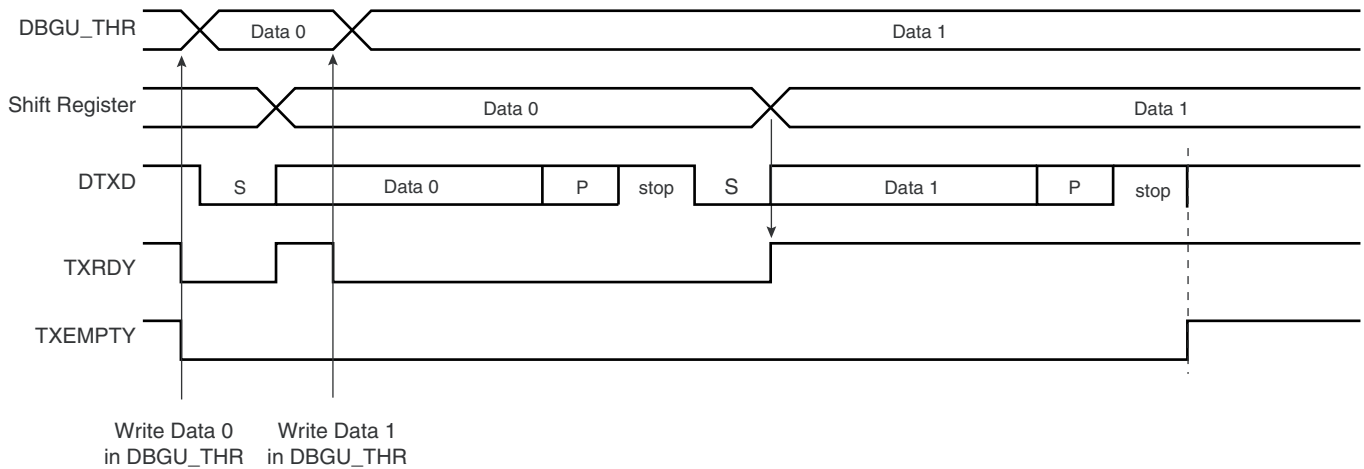 DBGU_THR
Data 0
Data 1
Shift Register
Data 0
Data 1
DTXD
S
Data 0
P
stop
S
Data 1
P
stop
TXRDY
TXEMPTY
Write Data 0
in DBGU_THR
Write Data 1
in DBGU_THR